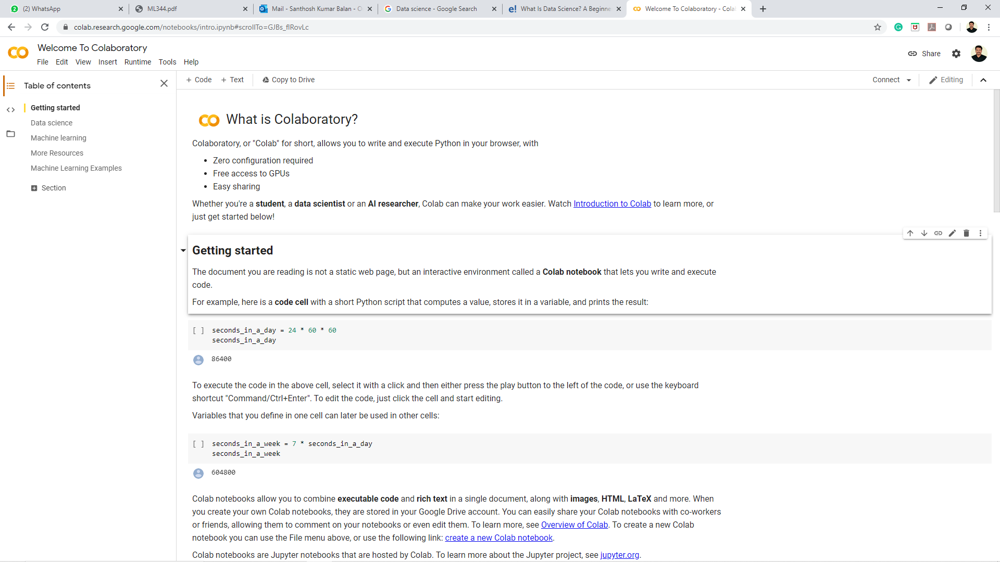 (2) WhatsApp
ML344.pdf
Mail - Santhosh Kumar Balan - O
Data science - Google Search
What Is Data Science? A Beginne
Welcome To Colaboratory - Cola
colab.research.google.com/notebooks/intro.ipynb#scrollTo=GJBs_flRovLc
Welcome To Colaboratory
File Edit View Insert Runtime Tools Help
Share
Table of contents
Getting started
Data science
Machine learning
More Resources
Machine Learning Examples
Section
+ Code + Text Copy to Drive
Connect Editing
What is Colaboratory?
Colaboratory, or "Colab" for short, allows you to write and execute Python in your browser, with
• Zero configuration required
• Free access to GPUs
• Easy sharing
Whether you're a student, a data scientist or an AI researcher, Colab can make your work easier. Watch Introduction to Colab to learn more, or
just get started below!
Getting started
The document you are reading is not a static web page, but an interactive environment called a Colab notebook that lets you write and execute
code.
For example, here is a code cell with a short Python script that computes a value, stores it in a variable, and prints the result:
[ ] seconds_in_a_day = 24 * 60 * 60
seconds_in_a_day
86400
To execute the code in the above cell, select it with a click and then either press the play button to the left of the code, or use the keyboard
shortcut "Command/Ctrl+Enter". To edit the code, just click the cell and start editing.
Variables that you define in one cell can later be used in other cells:
[ ] seconds_in_a_week = 7 * seconds_in_a_day
seconds_in_a_week
604800
Colab notebooks allow you to combine executable code and rich text in a single document, along with images, HTML, LaTeX and more. When
you create your own Colab notebooks, they are stored in your Google Drive account. You can easily share your Colab notebooks with co-workers
or friends, allowing them to comment on your notebooks or even edit them. To learn more, see Overview of Colab. To create a new Colab
notebook you can use the File menu above, or use the following link: create a new Colab notebook.
Colab notebooks are Jupyter notebooks that are hosted by Colab. To learn more about the Jupyter project, see jupyter.org.